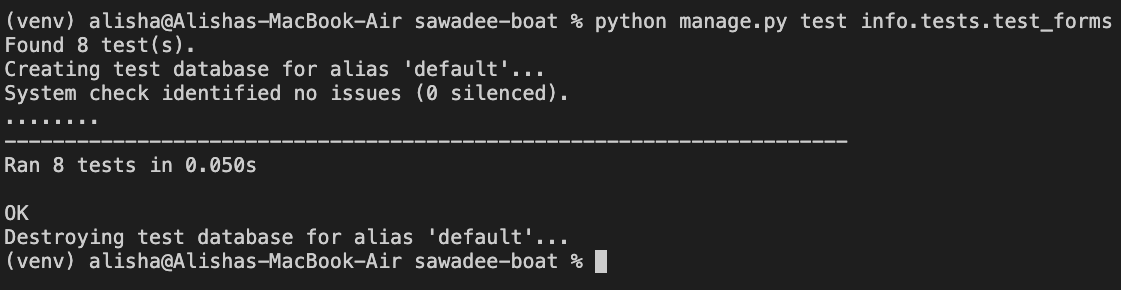 (venv) alisha@Alishas-MacBook-Air sawadee-boat % python manage.py test info.tests.test_forms
Found 8 test(s).
Creating test database for alias 'default'...
System check identified no issues (0 silenced).
........
----------------------------------------------------------------------
Ran 8 tests in 0.050s

OK
Destroying test database for alias 'default'...
(venv) alisha@Alishas-MacBook-Air sawadee-boat %